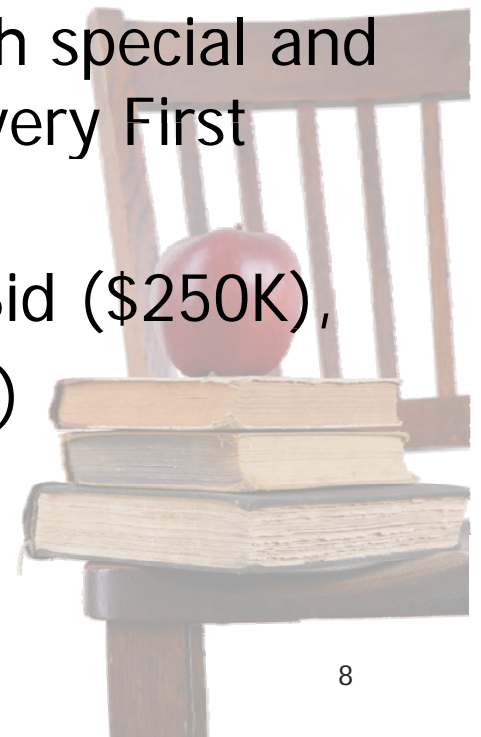 h special and
very First
id ($250K),
)
8